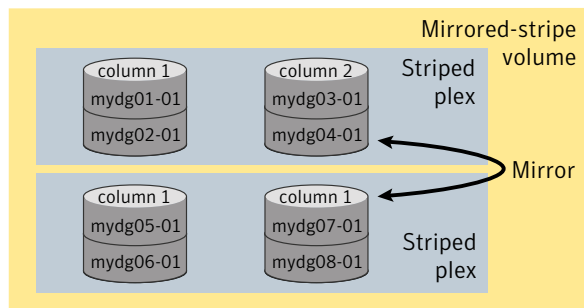 Mirrored-stripe
volume
column 1
column 2
Striped
plex
mydg01-01
mydg03-01
mydg02-01
mydg04-01
Mirror
column 1
column 1
mydg05-01
mydg07-01
mydg06-01
mydg08-01
Striped
plex